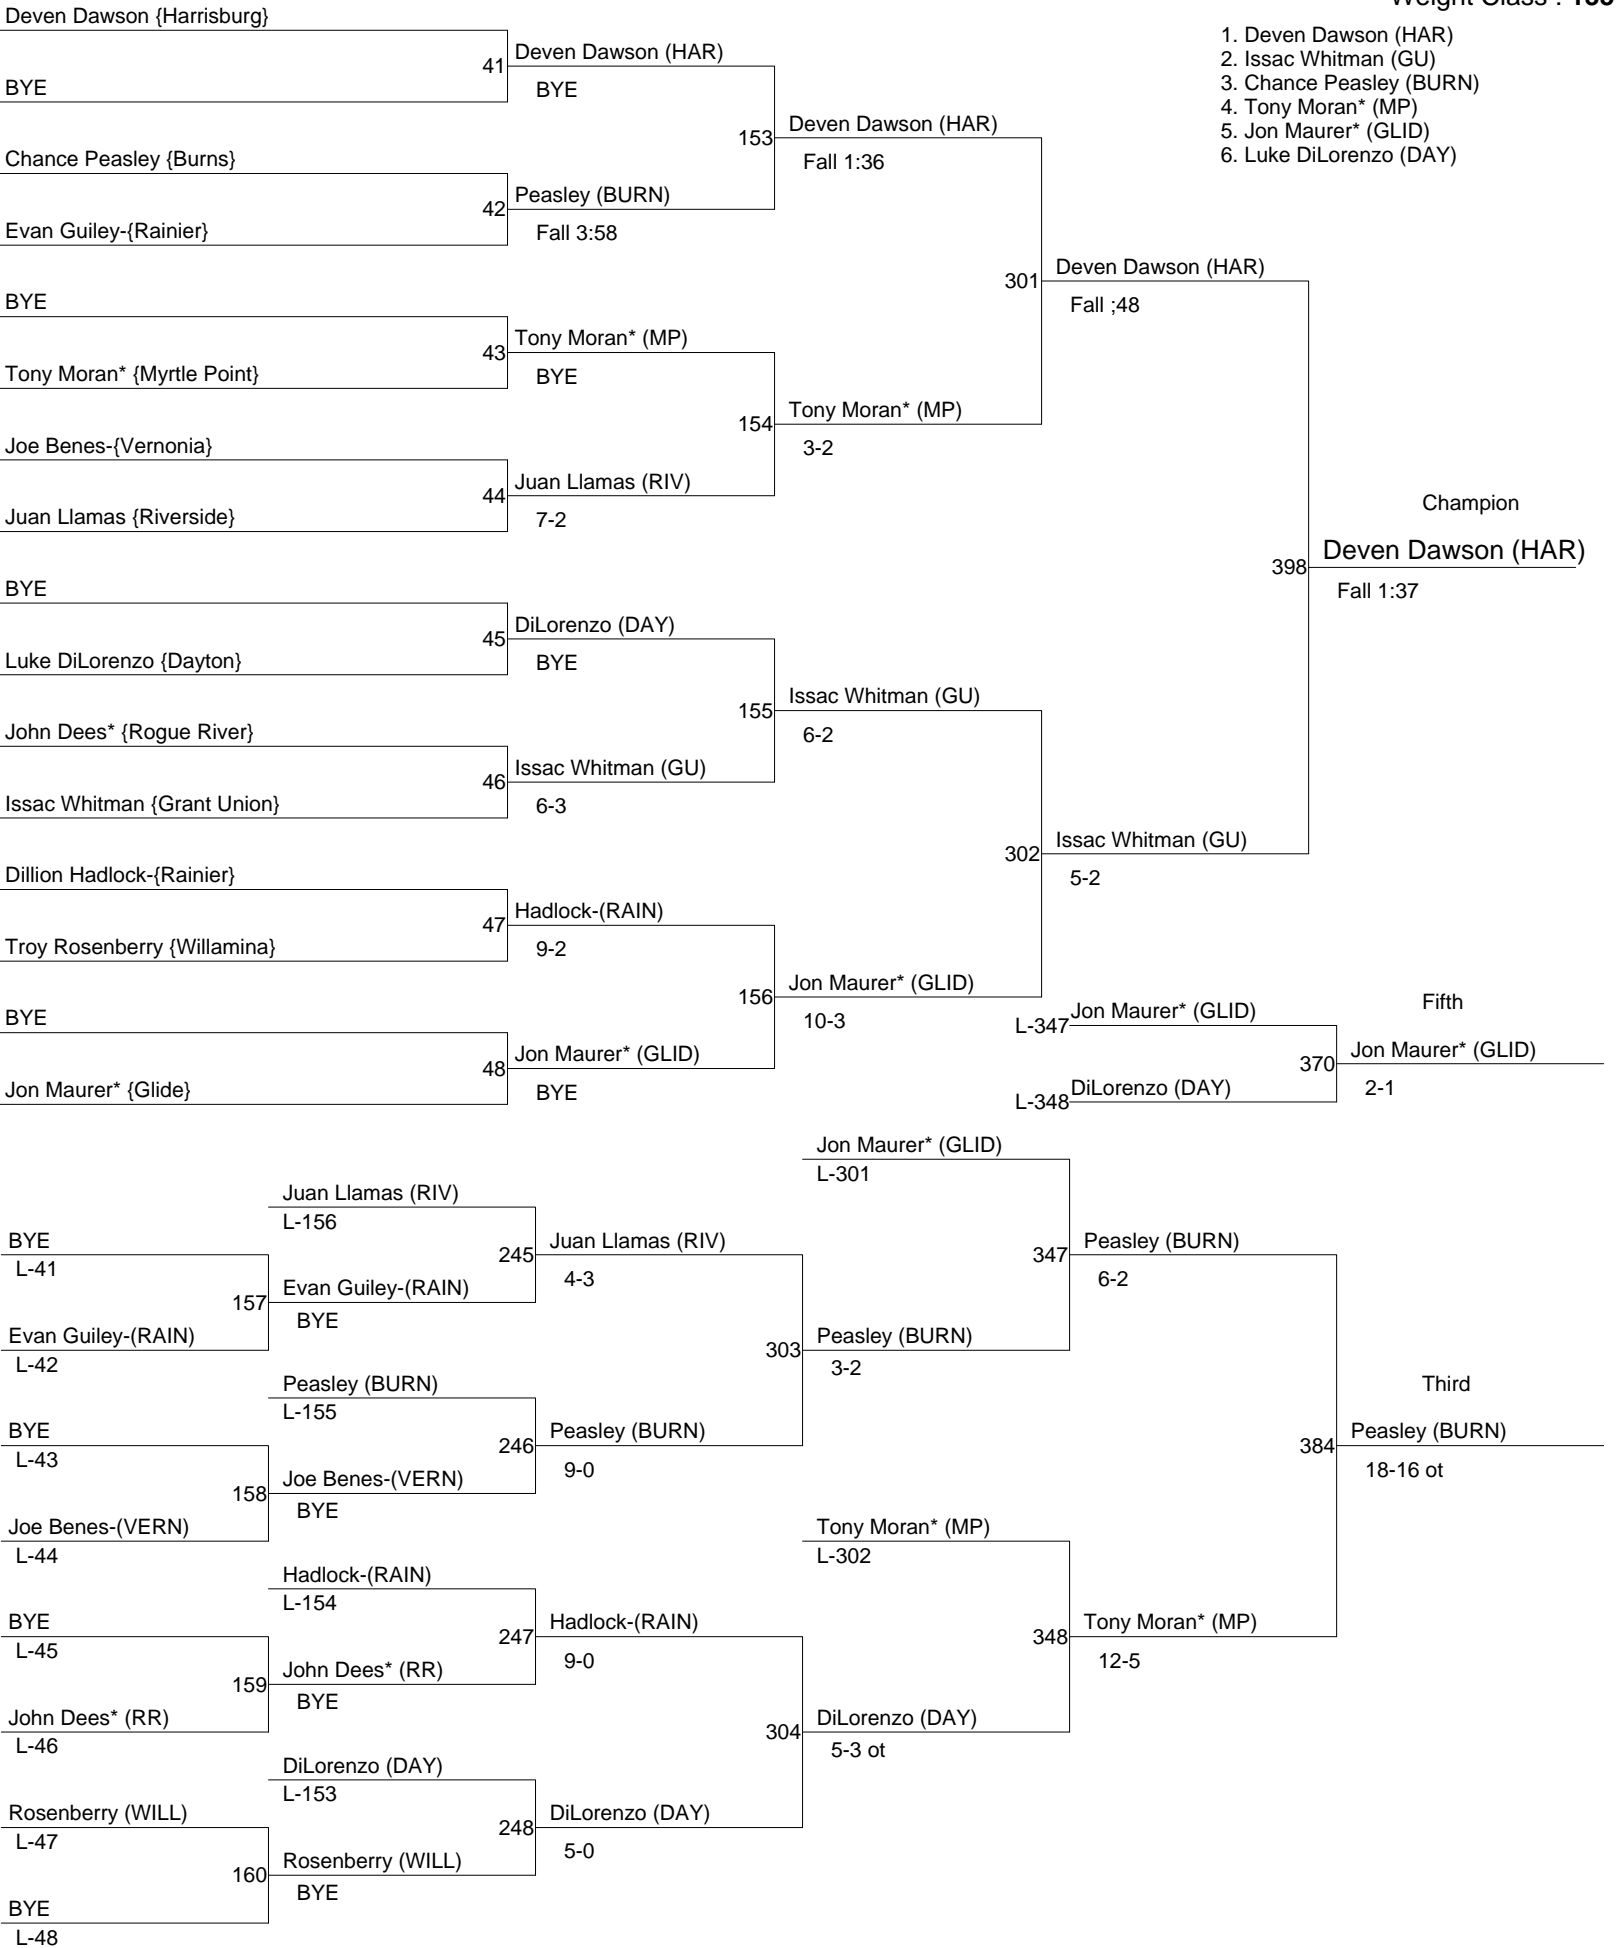 Weight Class :
1. Deven Dawson (HAR)
2. Issac Whitman (GU)
3. Chance Peasley (BURN)
4. Tony Moran* (MP)
5. Jon Maurer* (GLID)
6. Luke DiLorenzo (DAY)
Deven Dawson {Harrisburg}
BYE
41
Chance Peasley {Burns}
Evan Guiley-{Rainier}
42
BYE
Tony Moran* {Myrtle Point}
43
Joe Benes-{Vernonia}
Juan Llamas {Riverside}
44
BYE
Luke DiLorenzo {Dayton}
45
John Dees* {Rogue River}
Issac Whitman {Grant Union}
46
Dillion Hadlock-{Rainier}
Troy Rosenberry {Willamina}
47
BYE
Jon Maurer* {Glide}
48
Deven Dawson (HAR)
BYE
153
Peasley (BURN)
Fall 3:58
Tony Moran* (MP)
BYE
154
Juan Llamas (RIV)
7-2
DiLorenzo (DAY)
BYE
155
Issac Whitman (GU)
6-3
Hadlock-(RAIN)
9-2
156
Jon Maurer* (GLID)
BYE
Deven Dawson (HAR)
Fall 1:36
301
Tony Moran* (MP)
3-2
Issac Whitman (GU)
6-2
302
Jon Maurer* (GLID)
10-3
Deven Dawson (HAR)
Fall ;48
398
Issac Whitman (GU)
5-2
Champion
Deven Dawson (HAR)
Fall 1:37
Fifth
L-347
Jon Maurer* (GLID)
L-348
DiLorenzo (DAY)
370
Jon Maurer* (GLID)
2-1
BYE
L-41
157
Evan Guiley-(RAIN)
L-42
BYE
L-43
158
Joe Benes-(VERN)
L-44
BYE
L-45
159
John Dees* (RR)
L-46
Rosenberry (WILL)
L-47
160
BYE
L-48
Juan Llamas (RIV)
L-156
245
Evan Guiley-(RAIN)
BYE
Peasley (BURN)
L-155
246
Joe Benes-(VERN)
BYE
Hadlock-(RAIN)
L-154
247
John Dees* (RR)
BYE
DiLorenzo (DAY)
L-153
248
Rosenberry (WILL)
BYE
Juan Llamas (RIV)
4-3
303
Peasley (BURN)
9-0
Hadlock-(RAIN)
9-0
304
DiLorenzo (DAY)
5-0
Jon Maurer* (GLID)
L-301
347
Peasley (BURN)
3-2
Tony Moran* (MP)
L-302
348
DiLorenzo (DAY)
5-3 ot
Peasley (BURN)
6-2
384
Tony Moran* (MP)
12-5
Third
Peasley (BURN)
18-16 ot